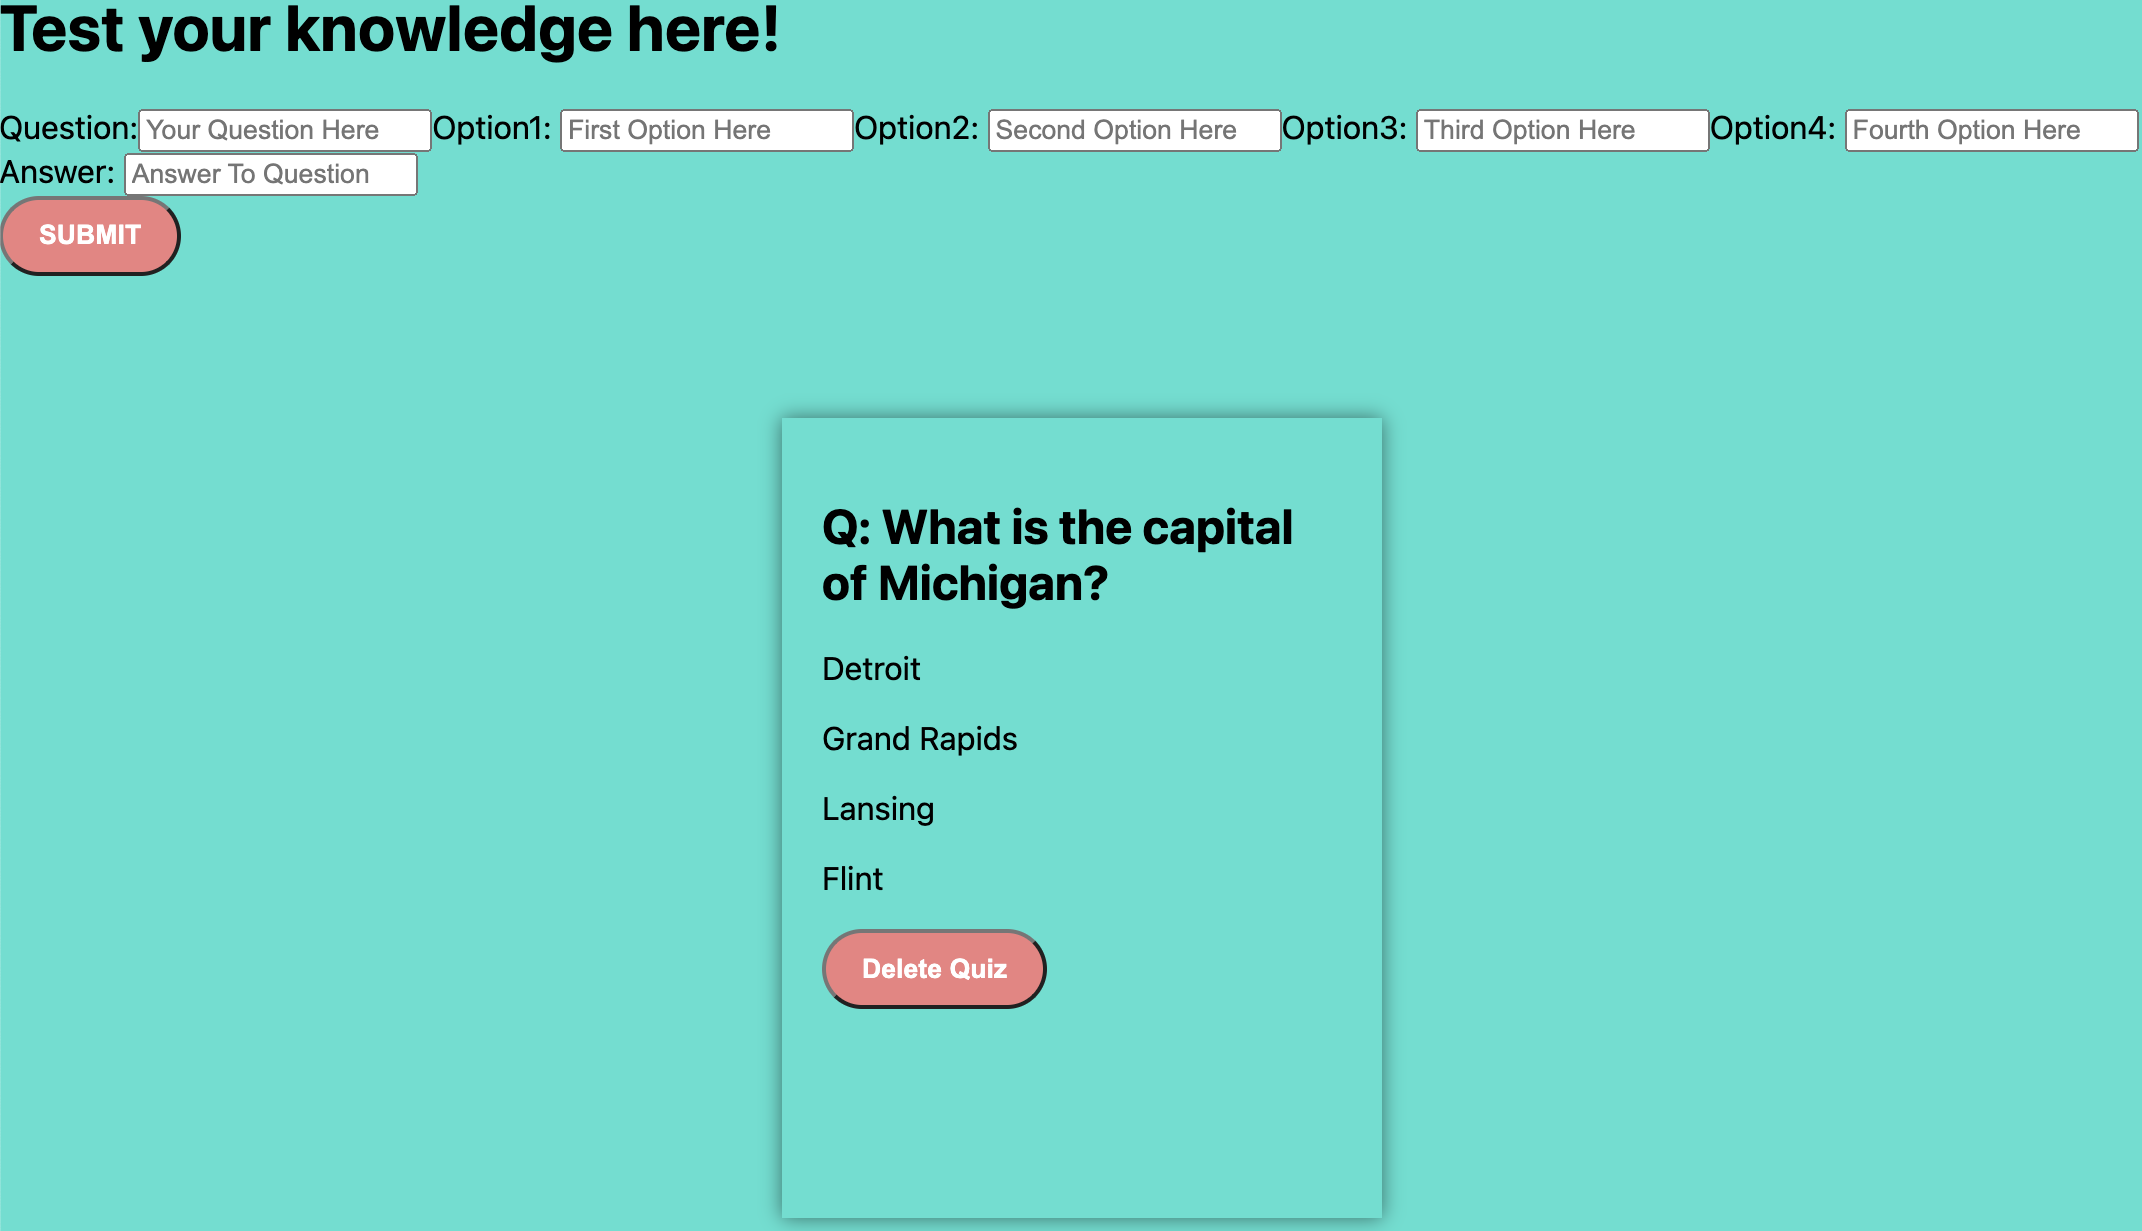 Test your knowledge here!
Question: Your Question Here Option1: First Option Here Option2: Second Option Here Option3: Third Option Here Option4: Fourth Option Here
Answer: Answer To Question
SUBMIT
Q: What is the capital
of Michigan?
Detroit
Grand Rapids
Lansing
Flint
Delete Quiz